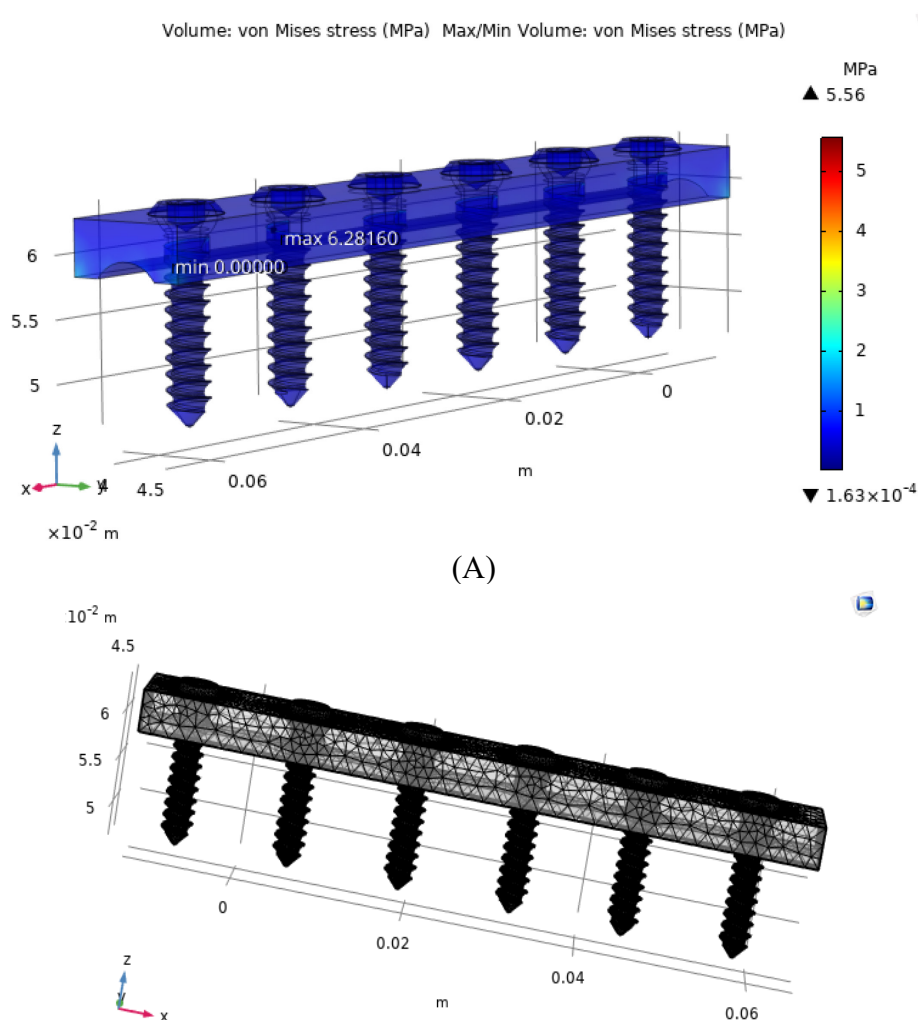 Volume: von Mises stress (MPa)  Max/Min Volume: von Mises stress (MPa)
MPa
▲ 5.56
5
4
3
2
1
▼ 1.63×10⁻⁴
max 6.28160
min 0.00000
6
5.5
5
0
0.02
0.04
0.06
m
4.5
z
x
×10⁻² m
(A)
10⁻² m
4.5
6
5.5
5
0
0.02
0.04
0.06
m
z
y
x